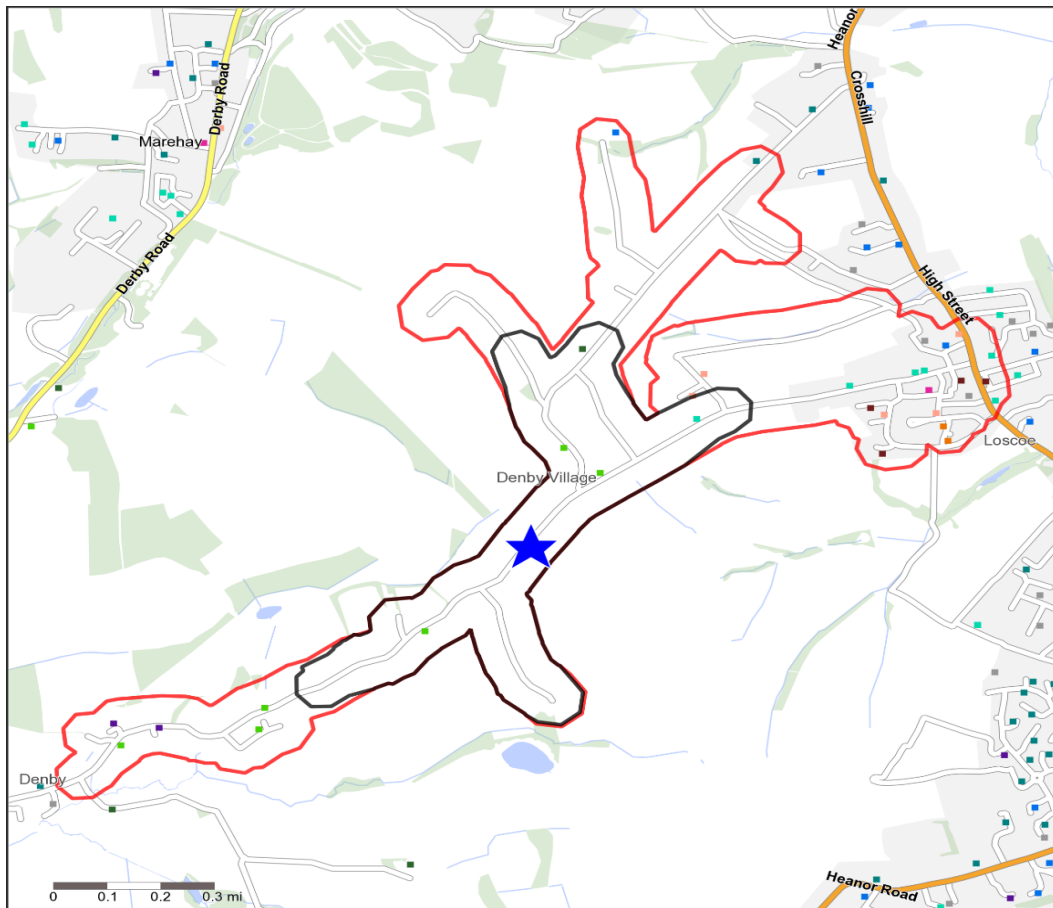 Heanor
Derby Road
Crosshill
Marehay
Derby Road
High Street
Loscoe
Denby Village
Denby
Heanor Road
0 0.1 0.2 0.3 mi